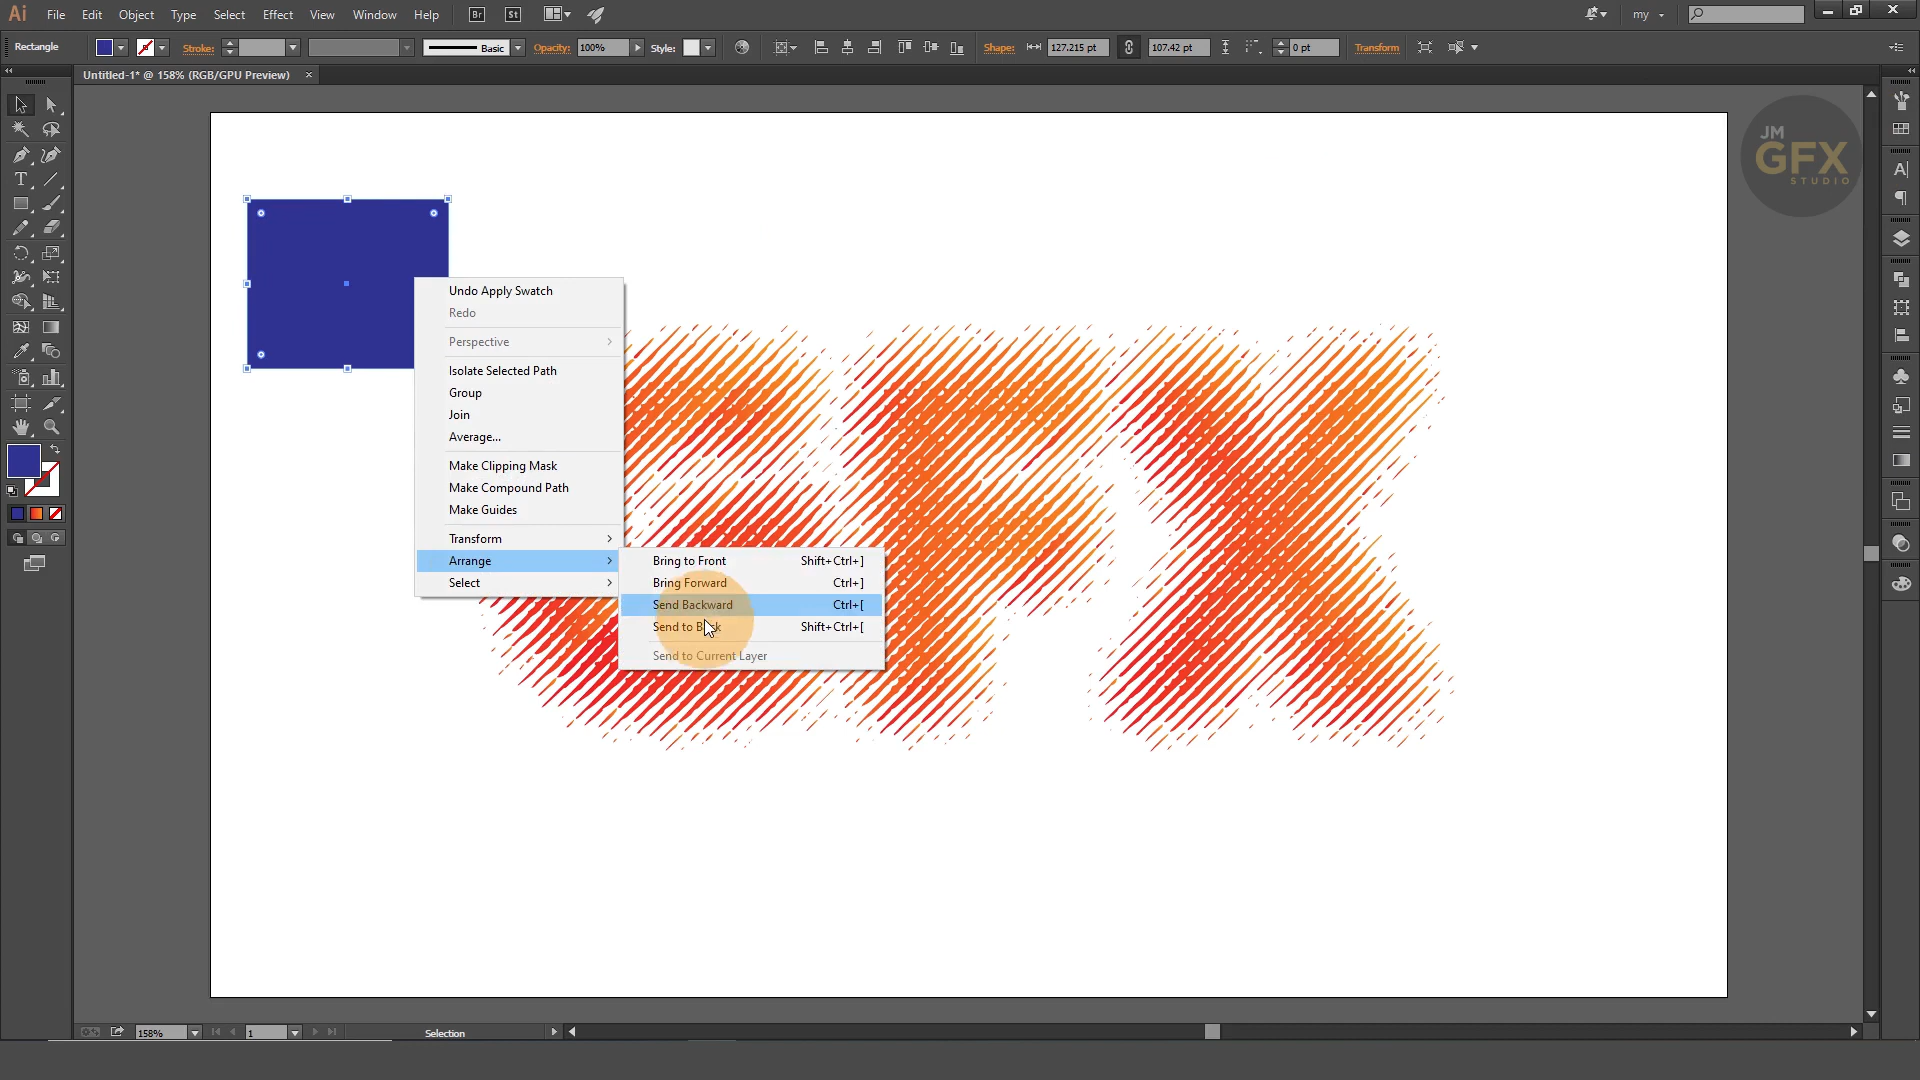 Ai File Edit Object Type Select Effect View Window Help Br St my
Rectangle Stroke: Basic Opacity: 100% Style: Shape: 127.215 pt 107.42 pt 0 pt Transform
Untitled-1* @ 158% (RGB/GPU Preview) ×
JM
GFX
STUDIO
Undo Apply Swatch
Redo
Perspective
Isolate Selected Path
Group
Join
Average...
Make Clipping Mask
Make Compound Path
Make Guides
Transform
Arrange
Select
Bring to Front Shift+Ctrl+]
Bring Forward Ctrl+]
Send Backward Ctrl+[
Send to Back Shift+Ctrl+[
Send to Current Layer
GFX
158% 1 Selection